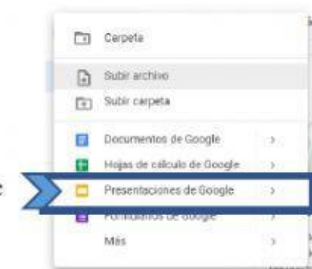 Carpeta
Subir archivo
Subir carpeta
Documentos de Google
Hojas de cálculo de Google
Presentaciones de Google
Formularios de Google
Más